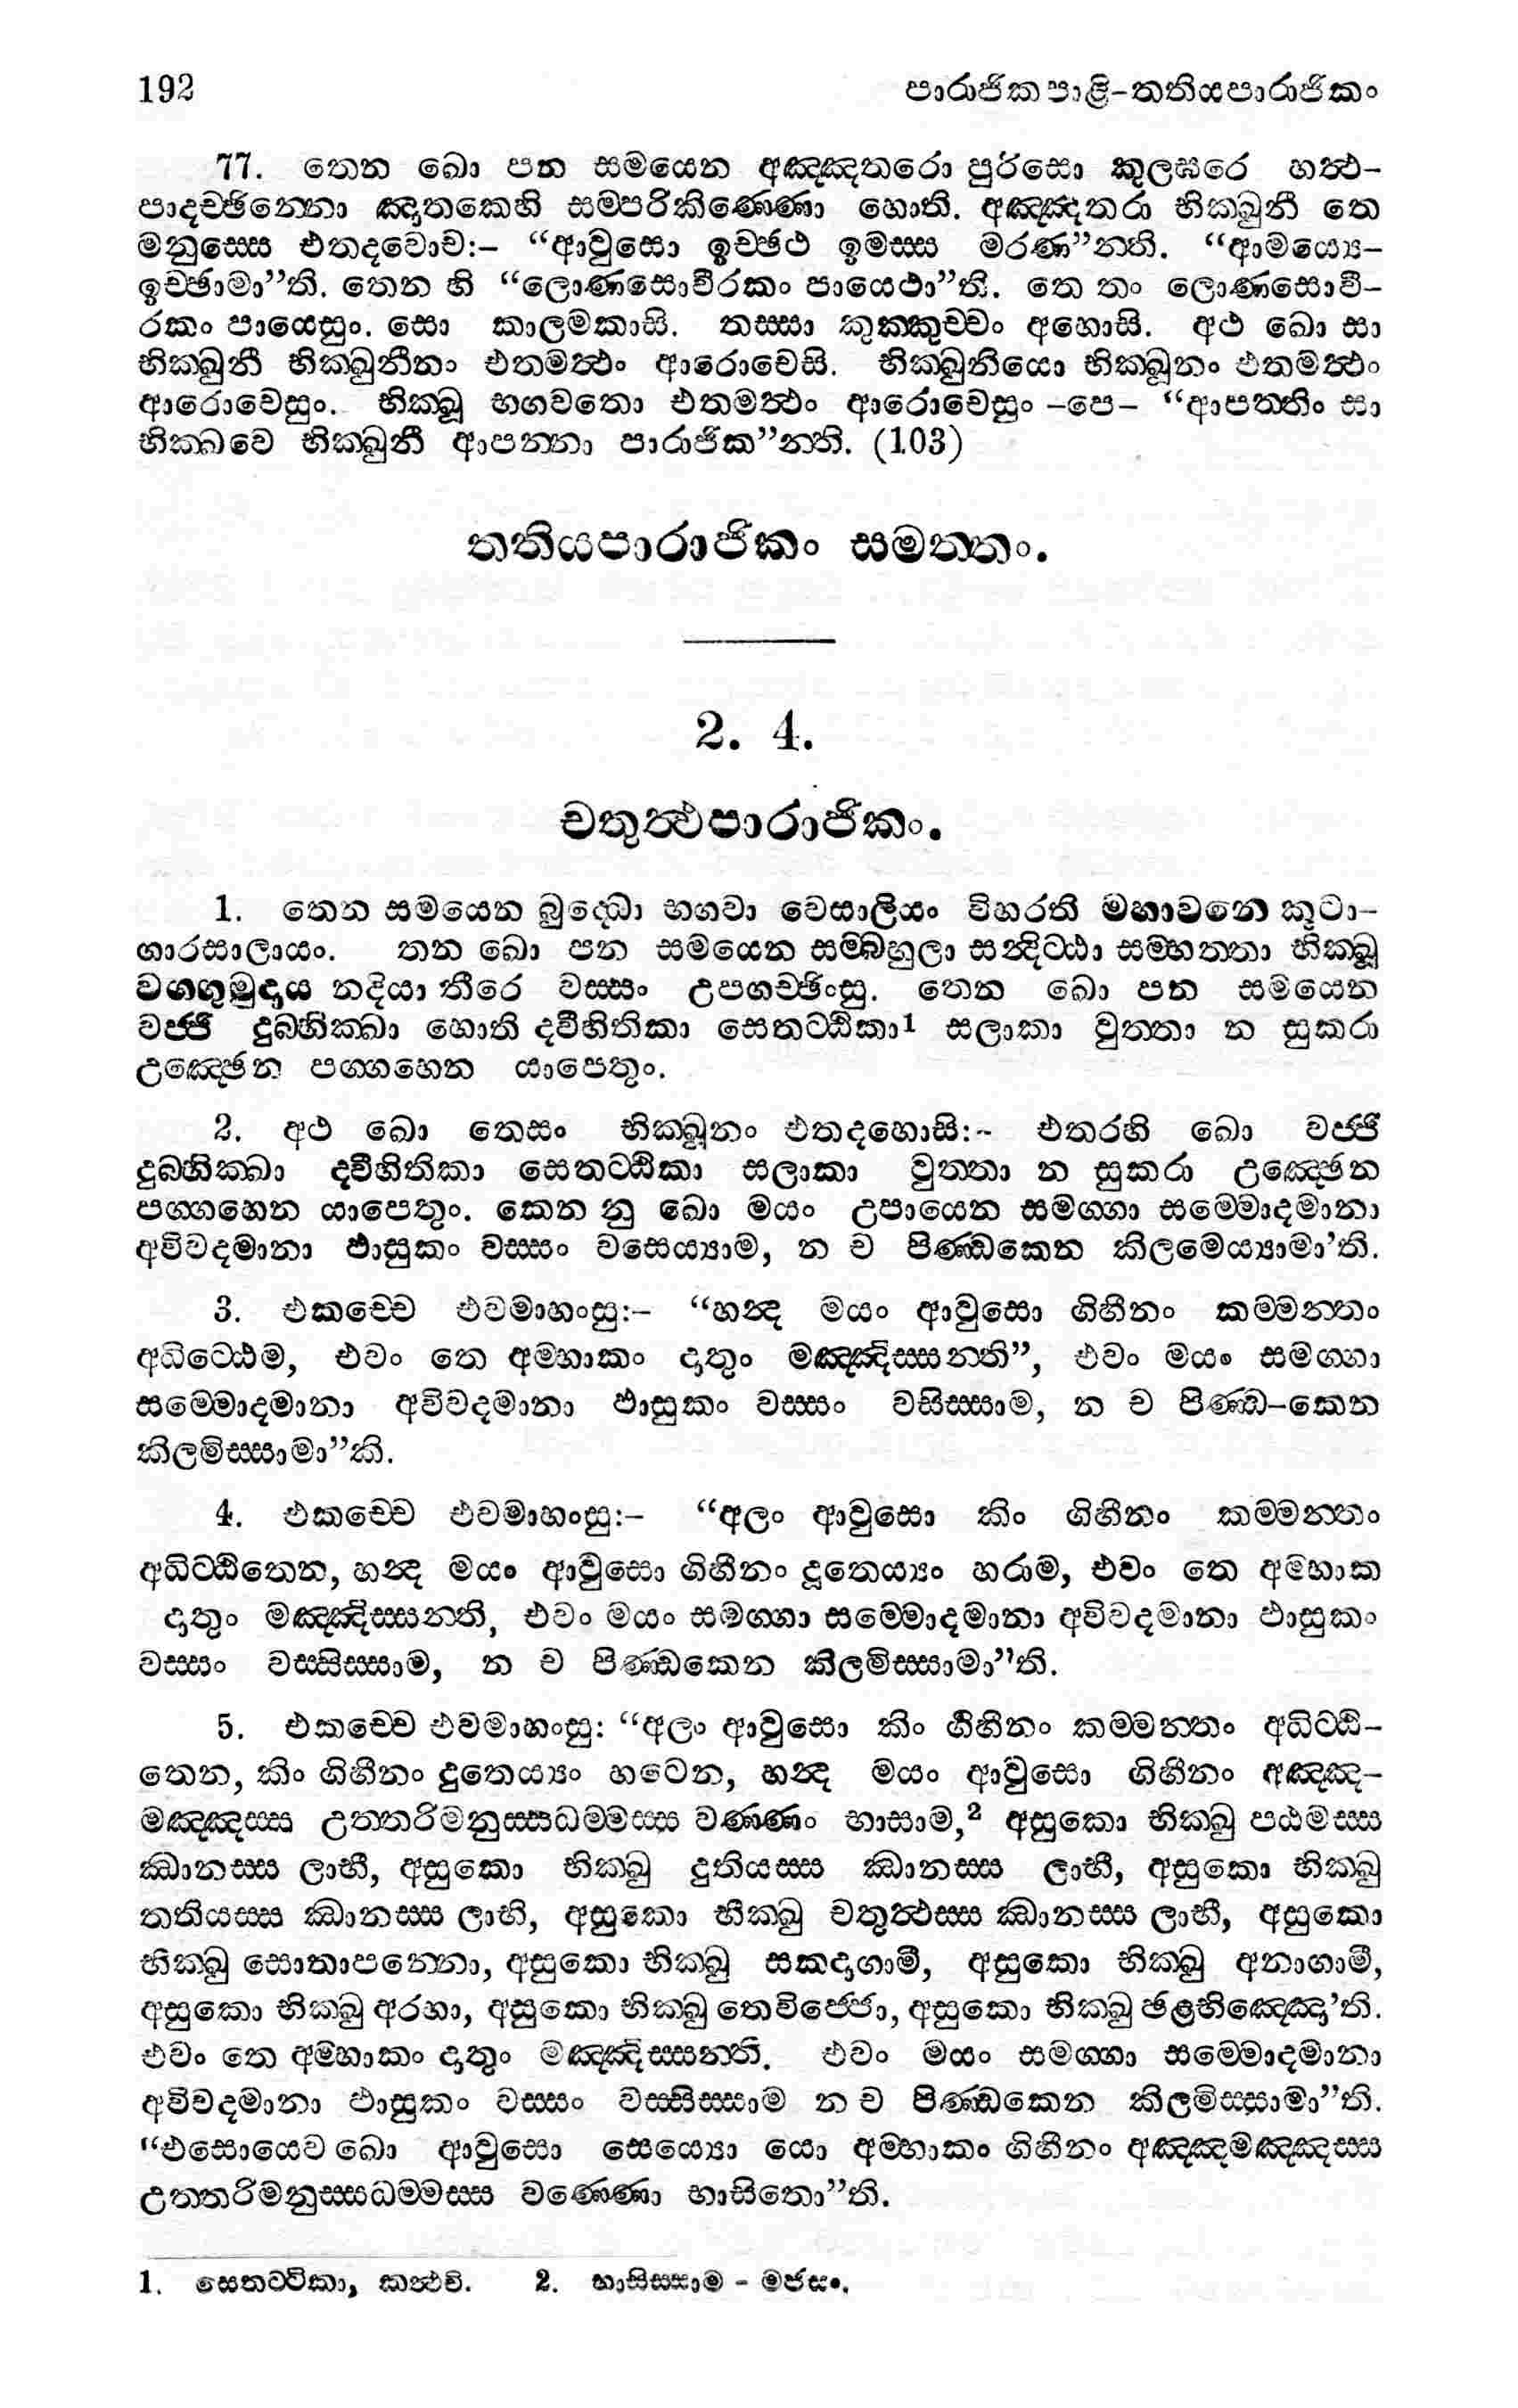 192 පාරාජිකපාළි-තතියපාරාජිකං
77. තෙන ඛො පන සමයෙන අඤ්ඤතරො පුරිසො කුලඝරෙ හත්ථ-
පාදච්ඡින්නො ඤාතකෙහි සම්පරිකිණ්ණො හොති. අඤ්ඤතරා භික්ඛුනී තෙ
මනුස්සෙ එතදවොච:- “ආවුසො ඉච්ඡථ ඉමස්ස මරණ”න්ති. “ආමය්‍යෙ-
ඉච්ඡාමා”ති. තෙන හි “ලොණසොවීරකං පායෙථා”ති. තෙ තං ලොණසොවී-
රකං පායෙසුං. සො කාලමකාසි. තස්සා කුක්කුච්චං අහොසි. අථ ඛො සා
භික්ඛුනී භික්ඛුනීනං එතමත්ථං ආරොචෙසි. භික්ඛුනියො භික්ඛූනං එතමත්ථං
ආරොචෙසුං. භික්ඛූ භගවතො එතමත්ථං ආරොචෙසුං -පෙ- “ආපත්තිං සා
භික්ඛවෙ භික්ඛුනී ආපන්නා පාරාජික”න්ති. (103)
තතියපාරාජිකං සමත්තං.
2. 4.
චතුත්ථපාරාජිකං.
1. තෙන සමයෙන බුද්ධො භගවා වෙසාලියං විහරති මහාවනෙ කූටා-
ගාරසාලායං. තන ඛො පන සමයෙන සම්බහුලා සන්දිට්ඨා සම්භත්තා භික්ඛූ
වග්ගුමුදාය නදියා තීරෙ වස්සං උපගච්ඡිංසු. තෙන ඛො පන සමයෙන
වජ්ජී දුබ්භික්ඛා හොති ද්වීහිතිකා සෙතට්ඨිකා1 සලාකා වුත්තා න සුකරා
උඤ්ඡෙන පග්ගහෙන යාපෙතුං.
2. අථ ඛො තෙසං භික්ඛූනං එතදහොසි:- එතරහි ඛො වජ්ජී
දුබ්භික්ඛා ද්වීහිතිකා සෙතට්ඨිකා සලාකා වුත්තා න සුකරා උඤ්ඡෙන
පග්ගහෙන යාපෙතුං. කෙන නු ඛො මයං උපායෙන සමග්ගා සම්මොදමානා
අවිවදමානා ඵාසුකං වස්සං වසෙය්‍යාම, න ච පිණ්ඩකෙන කිලමෙය්‍යාමා’ති.
3. එකච්චෙ එවමාහංසු:- “හන්ද මයං ආවුසො ගිහීනං කම්මන්තං
අධිට්ඨෙම, එවං තෙ අම්හාකං දාතුං මඤ්ඤිස්සන්ති”, එවං මයං සමග්ගා
සම්මොදමානා අවිවදමානා ඵාසුකං වස්සං වසිස්සාම, න ච පිණ්ඩ-කෙන
කිලමිස්සාමා”කි.
4. එකච්චෙ එවමාහංසු:- “අලං ආවුසො කිං ගිහීනං කම්මන්තං
අධිට්ඨිතෙන, හන්ද මයං ආවුසො ගිහීනං දූතෙය්‍යං හරාම, එවං තෙ අම්හාක
දාතුං මඤ්ඤිස්සන්ති, එවං මයං සමග්ගා සම්මොදමානා අවිවදමානා ඵාසුකං
වස්සං වස්සිස්සාම, න ච පිණ්ඩකෙන කිලමිස්සාමා”ති.
5. එකච්චෙ එවමාහංසු: “අලං ආවුසො කිං ගිහීනං කම්මන්තං අධිට්ඨි-
තෙන, කිං ගිහීනං දුතෙය්‍යං හටෙන, හන්ද මයං ආවුසො ගිහීනං අඤ්ඤ-
මඤ්ඤස්ස උත්තරිමනුස්සධම්මස්ස වණ්ණං භාසාම,2 අසුකො භික්ඛු පඨමස්ස
ඣානස්ස ලාභී, අසුකො භික්ඛු දුතියස්ස ඣානස්ස ලාභී, අසුකො භික්ඛු
තතියස්ස ඣානස්ස ලාභි, අසුකො භික්ඛු චතුත්ථස්ස ඣානස්ස ලාභී, අසුකො
භික්ඛු සොතාපන්නො, අසුකො භික්ඛු සකදාගාමී, අසුකො භික්ඛු අනාගාමී,
අසුකො භික්ඛු අරහා, අසුකො භික්ඛු තෙවිජ්ජො, අසුකො භික්ඛු ඡළභිඤ්ඤො’ති.
එවං තෙ අම්හාකං දාතුං මඤ්ඤිස්සන්ති. එවං මයං සමග්ගා සම්මොදමානා
අවිවදමානා ඵාසුකං වස්සං වස්සිස්සාම න ච පිණ්ඩකෙන කිලමිස්සාමා”ති.
“එසොයෙව ඛො ආවුසො සෙය්‍යො යො අම්හාකං ගිහීනං අඤ්ඤමඤ්ඤස්ස
උත්තරිමනුස්සධම්මස්ස වණ්ණො භාසිතො”ති.
1. සෙතට්ටිකා, කත්ථචි. 2. භාසිස්සාම - මජසං.